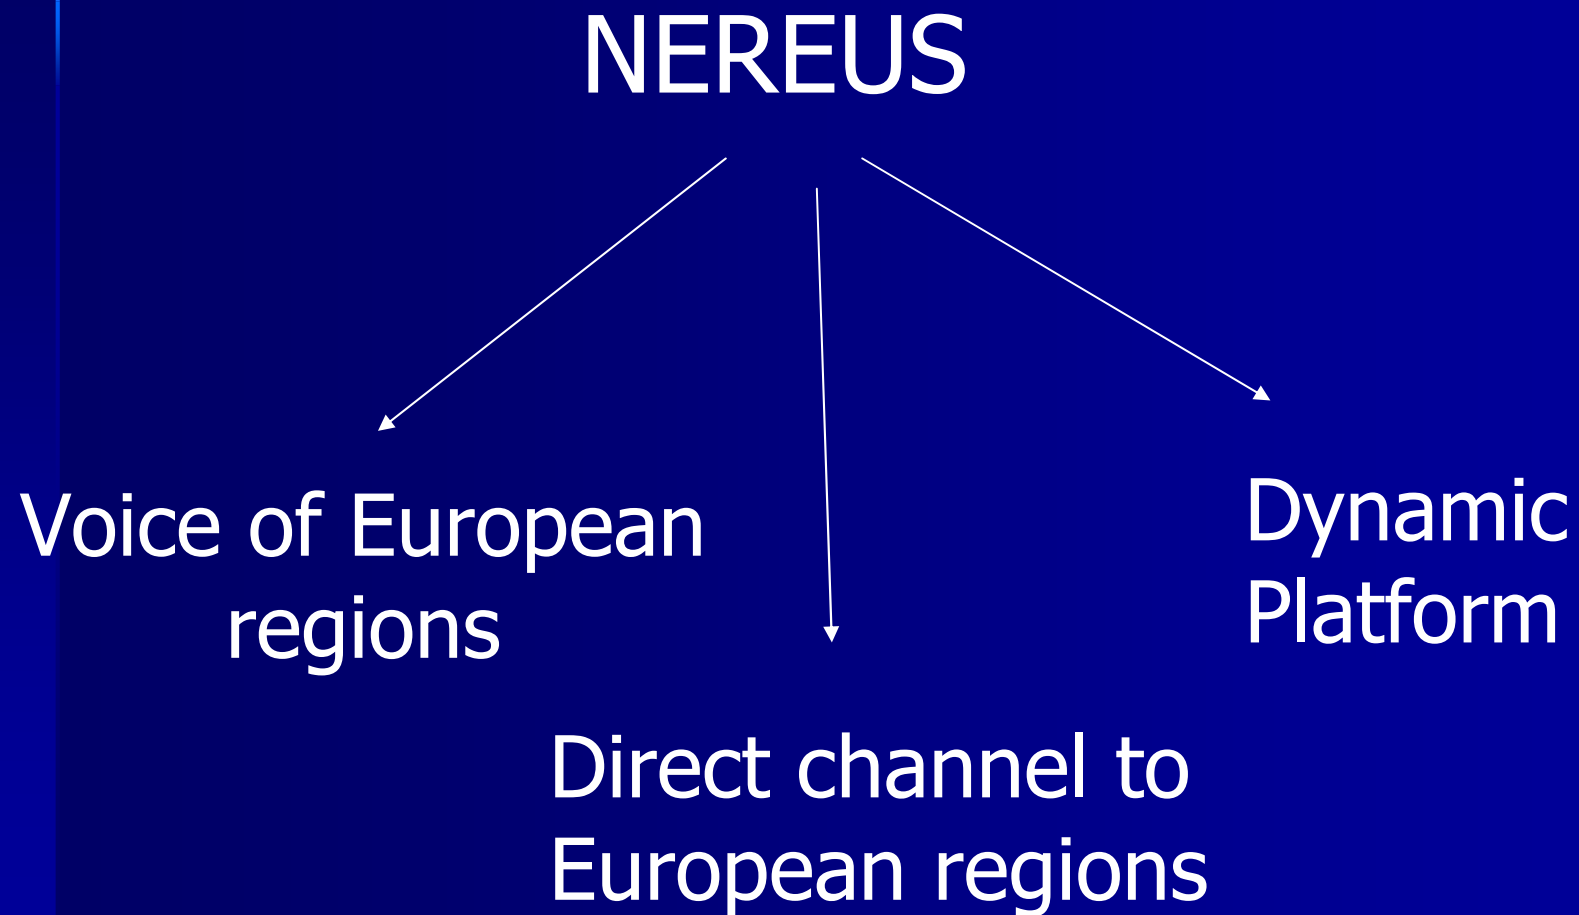 NEREUS
Voice of European
regions
Dynamic
Platform
Direct channel to
European regions